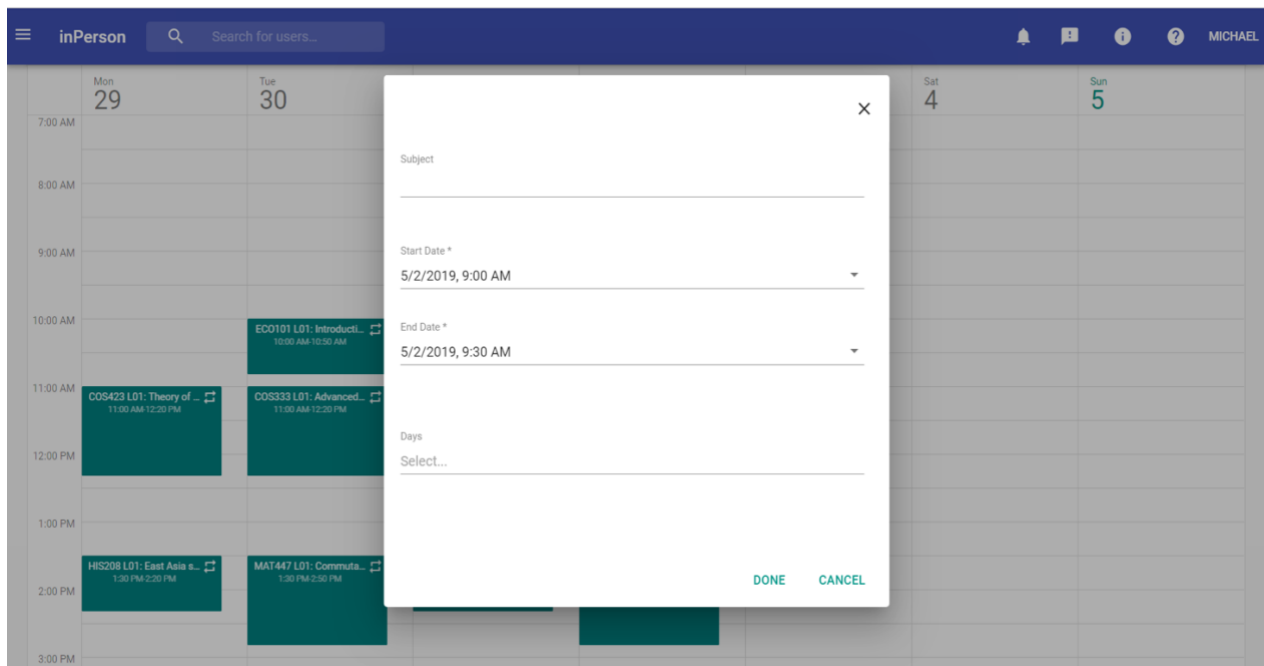 inPerson
Search for users...
MICHAEL
Mon
29
Tue
30
Sat
4
Sun
5
7:00 AM
8:00 AM
9:00 AM
10:00 AM
11:00 AM
12:00 PM
1:00 PM
2:00 PM
3:00 PM
ECO101 L01: Introducti...
10:00 AM-10:50 AM
COS423 L01: Theory of ...
11:00 AM-12:20 PM
COS333 L01: Advanced...
11:00 AM-12:20 PM
HIS208 L01: East Asia s...
1:30 PM-2:20 PM
MAT447 L01: Commuta...
1:30 PM-2:50 PM
Subject
Start Date *
5/2/2019, 9:00 AM
End Date *
5/2/2019, 9:30 AM
Days
Select...
DONE CANCEL